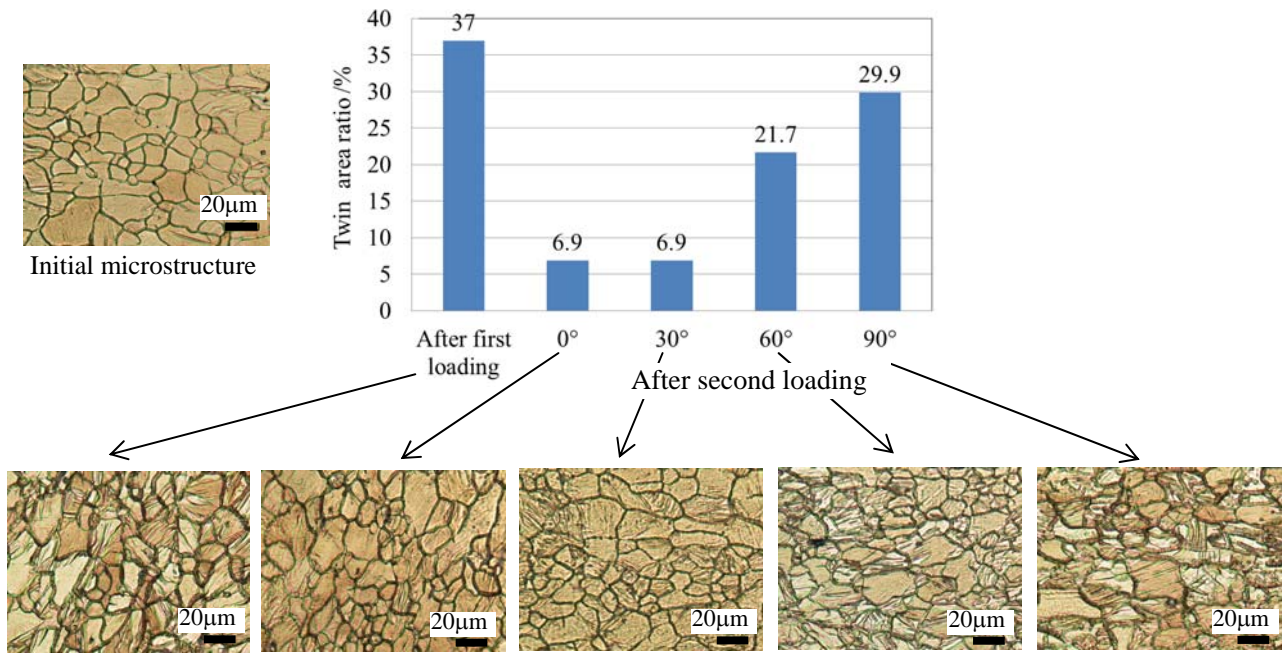 40
35
30
25
20
15
10
5
0
Twin area ratio /%
37
6.9
6.9
21.7
29.9
After first
loading
0°
30°
60°
90°
After second loading
20μm
Initial microstructure
20μm
20μm
20μm
20μm
20μm